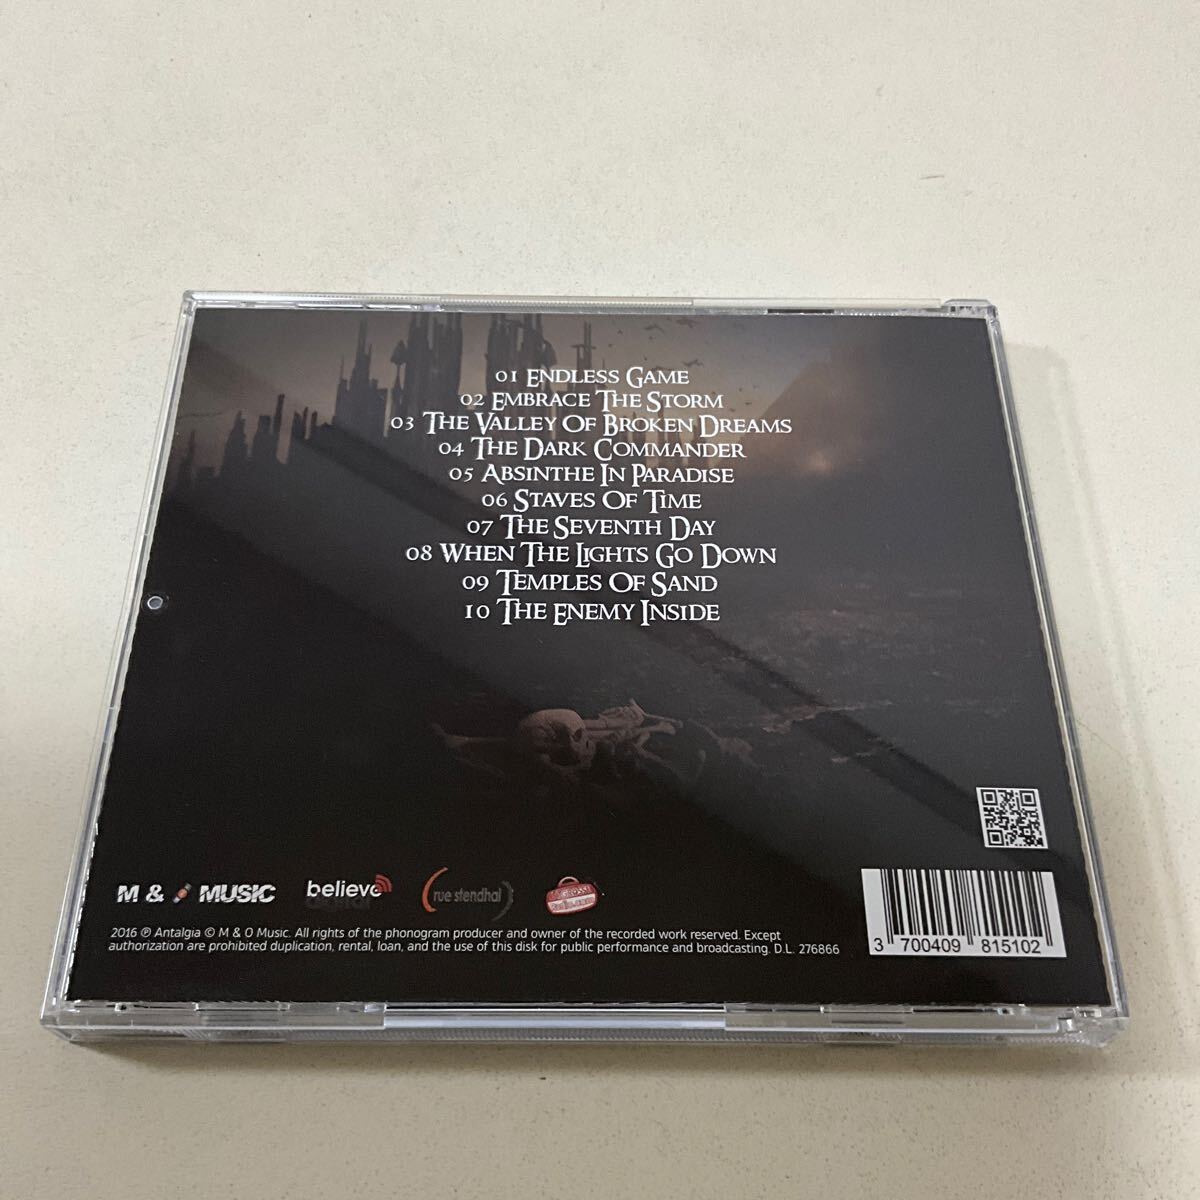 01 Endless Game
02 Embrace The Storm
03 The Valley Of Broken Dreams
04 The Dark Commander
05 Absinthe In Paradise
06 Staves Of Time
07 The Seventh Day
08 When The Lights Go Down
09 Temples Of Sand
10 The Enemy Inside
M & MUSIC
believe
digital
rue stendhal
GROSSE
Radio.com
2016 ℗ Antalgia © M & O Music. All rights of the phonogram producer and owner of the recorded work reserved. Except
authorization are prohibited duplication, rental, loan, and the use of this disk for public performance and broadcasting. D.L. 276866
3 700409 815102